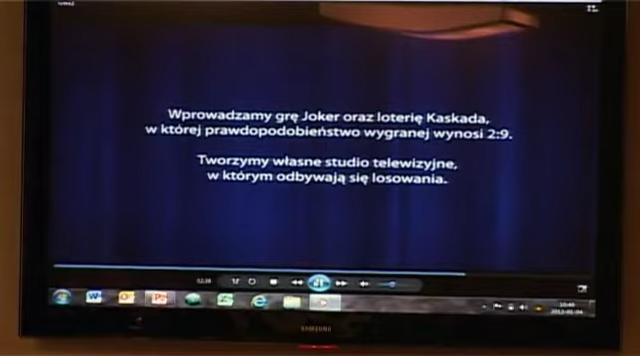 Wprowadzamy grę Joker oraz loterię Kaskada,
w której prawdopodobieństwo wygranej wynosi 2:9.
Tworzymy własne studio telewizyjne,
w którym odbywają się losowania.
SAMSUNG